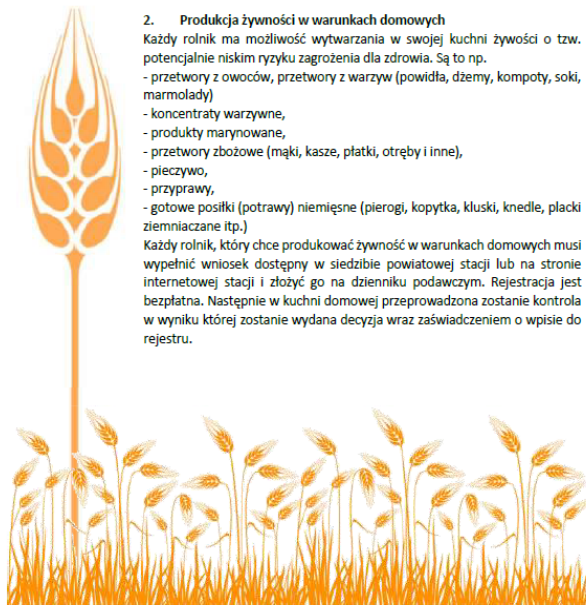 2. Produkcja żywności w warunkach domowych
Każdy rolnik ma możliwość wytwarzania w swojej kuchni żywości o tzw.
potencjalnie niskim ryzyku zagrożenia dla zdrowia. Są to np.
- przetwory z owoców, przetwory z warzyw (powidła, dżemy, kompoty, soki,
marmolady)
- koncentraty warzywne,
- produkty marynowane,
- przetwory zbożowe (mąki, kasze, płatki, otręby i inne),
- pieczywo,
- przyprawy,
- gotowe posiłki (potrawy) niemięsne (pierogi, kopytka, kluski, knedle, placki
ziemniaczane itp.)
Każdy rolnik, który chce produkować żywność w warunkach domowych musi
wypełnić wniosek dostępny w siedzibie powiatowej stacji lub na stronie
internetowej stacji i złożyć go na dzienniku podawczym. Rejestracja jest
bezpłatna. Następnie w kuchni domowej przeprowadzona zostanie kontrola
w wyniku której zostanie wydana decyzja wraz zaświadczeniem o wpisie do
rejestru.